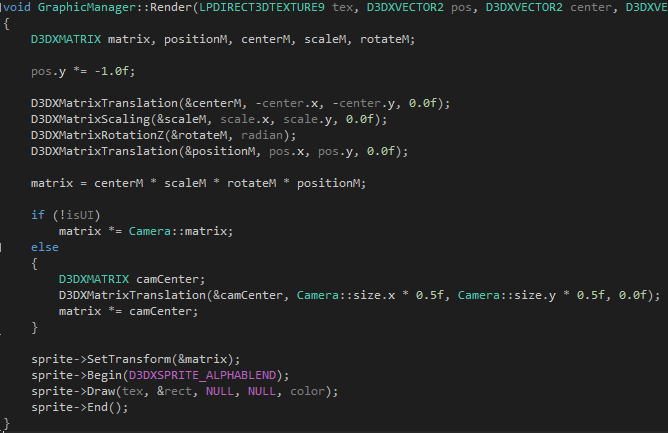 void GraphicManager::Render(LPDIRECT3DTEXTURE9 tex, D3DXVECTOR2 pos, D3DXVECTOR2 center, D3DXVE
{
D3DXMATRIX matrix, positionM, centerM, scaleM, rotateM;
pos.y *= -1.0f;
D3DXMatrixTranslation(&centerM, -center.x, -center.y, 0.0f);
D3DXMatrixScaling(&scaleM, scale.x, scale.y, 0.0f);
D3DXMatrixRotationZ(&rotateM, radian);
D3DXMatrixTranslation(&positionM, pos.x, pos.y, 0.0f);
matrix = centerM * scaleM * rotateM * positionM;
if (!isUI)
matrix *= Camera::matrix;
else
{
D3DXMATRIX camCenter;
D3DXMatrixTranslation(&camCenter, Camera::size.x * 0.5f, Camera::size.y * 0.5f, 0.0f);
matrix *= camCenter;
}
sprite->SetTransform(&matrix);
sprite->Begin(D3DXSPRITE_ALPHABLEND);
sprite->Draw(tex, &rect, NULL, NULL, color);
sprite->End();
}